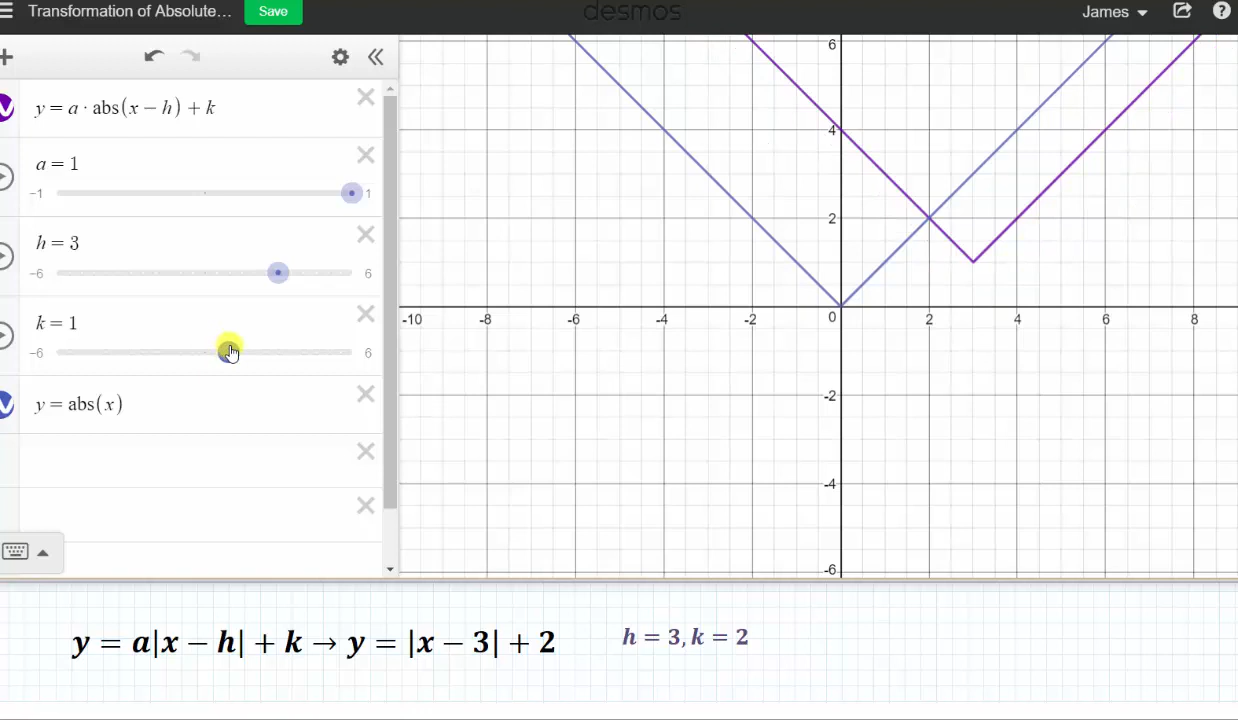 Transformation of Absolute... Save desmos James ?
y = a · abs(x − h) + k
a = 1
−1 1
h = 3
−6 6
k = 1
−6 6
y = abs(x)
6
4
2
-10 -8 -6 -4 -2 0 2 4 6 8
-2
-4
-6
y = a|x − h| + k → y = |x − 3| + 2 h = 3, k = 2